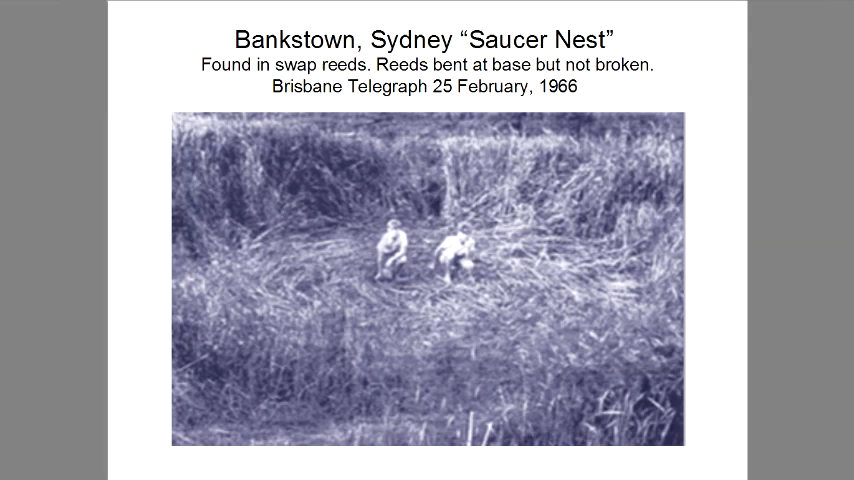 Bankstown, Sydney “Saucer Nest”
Found in swap reeds. Reeds bent at base but not broken.
Brisbane Telegraph 25 February, 1966